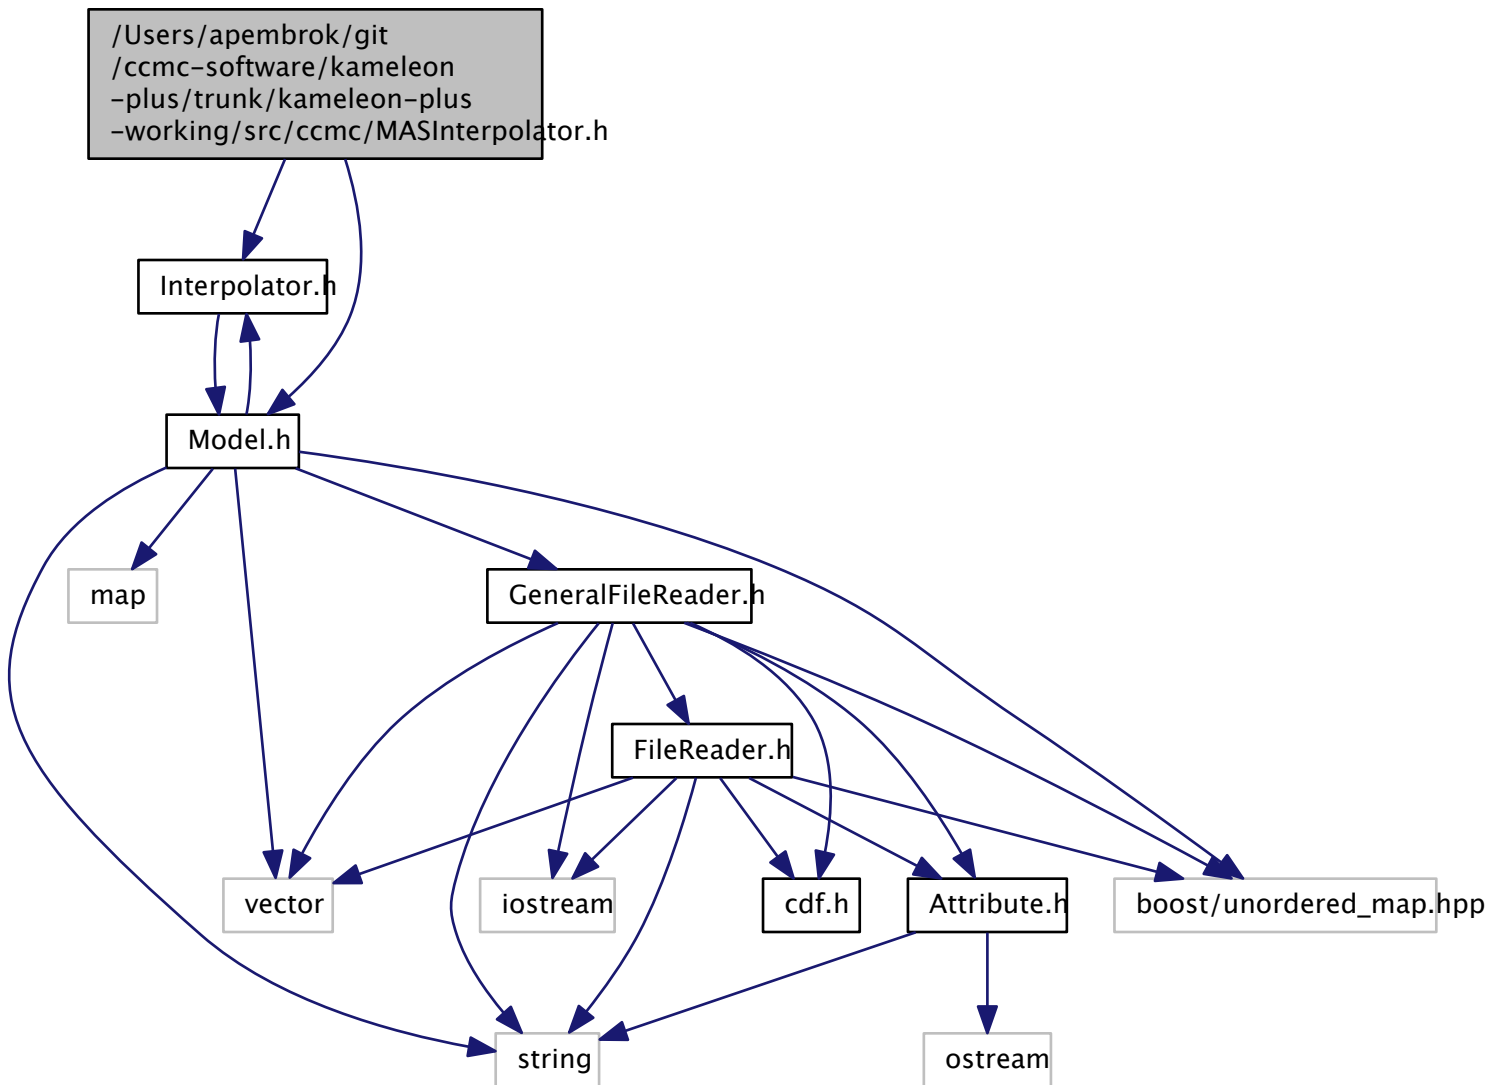 /Users/apembrok/git
/ccmc-software/kameleon
-plus/trunk/kameleon-plus
-working/src/ccmc/MASInterpolator.h
Interpolator.h
Model.h
map
GeneralFileReader.h
FileReader.h
vector
iostream
cdf.h
Attribute.h
boost/unordered_map.hpp
string
ostream